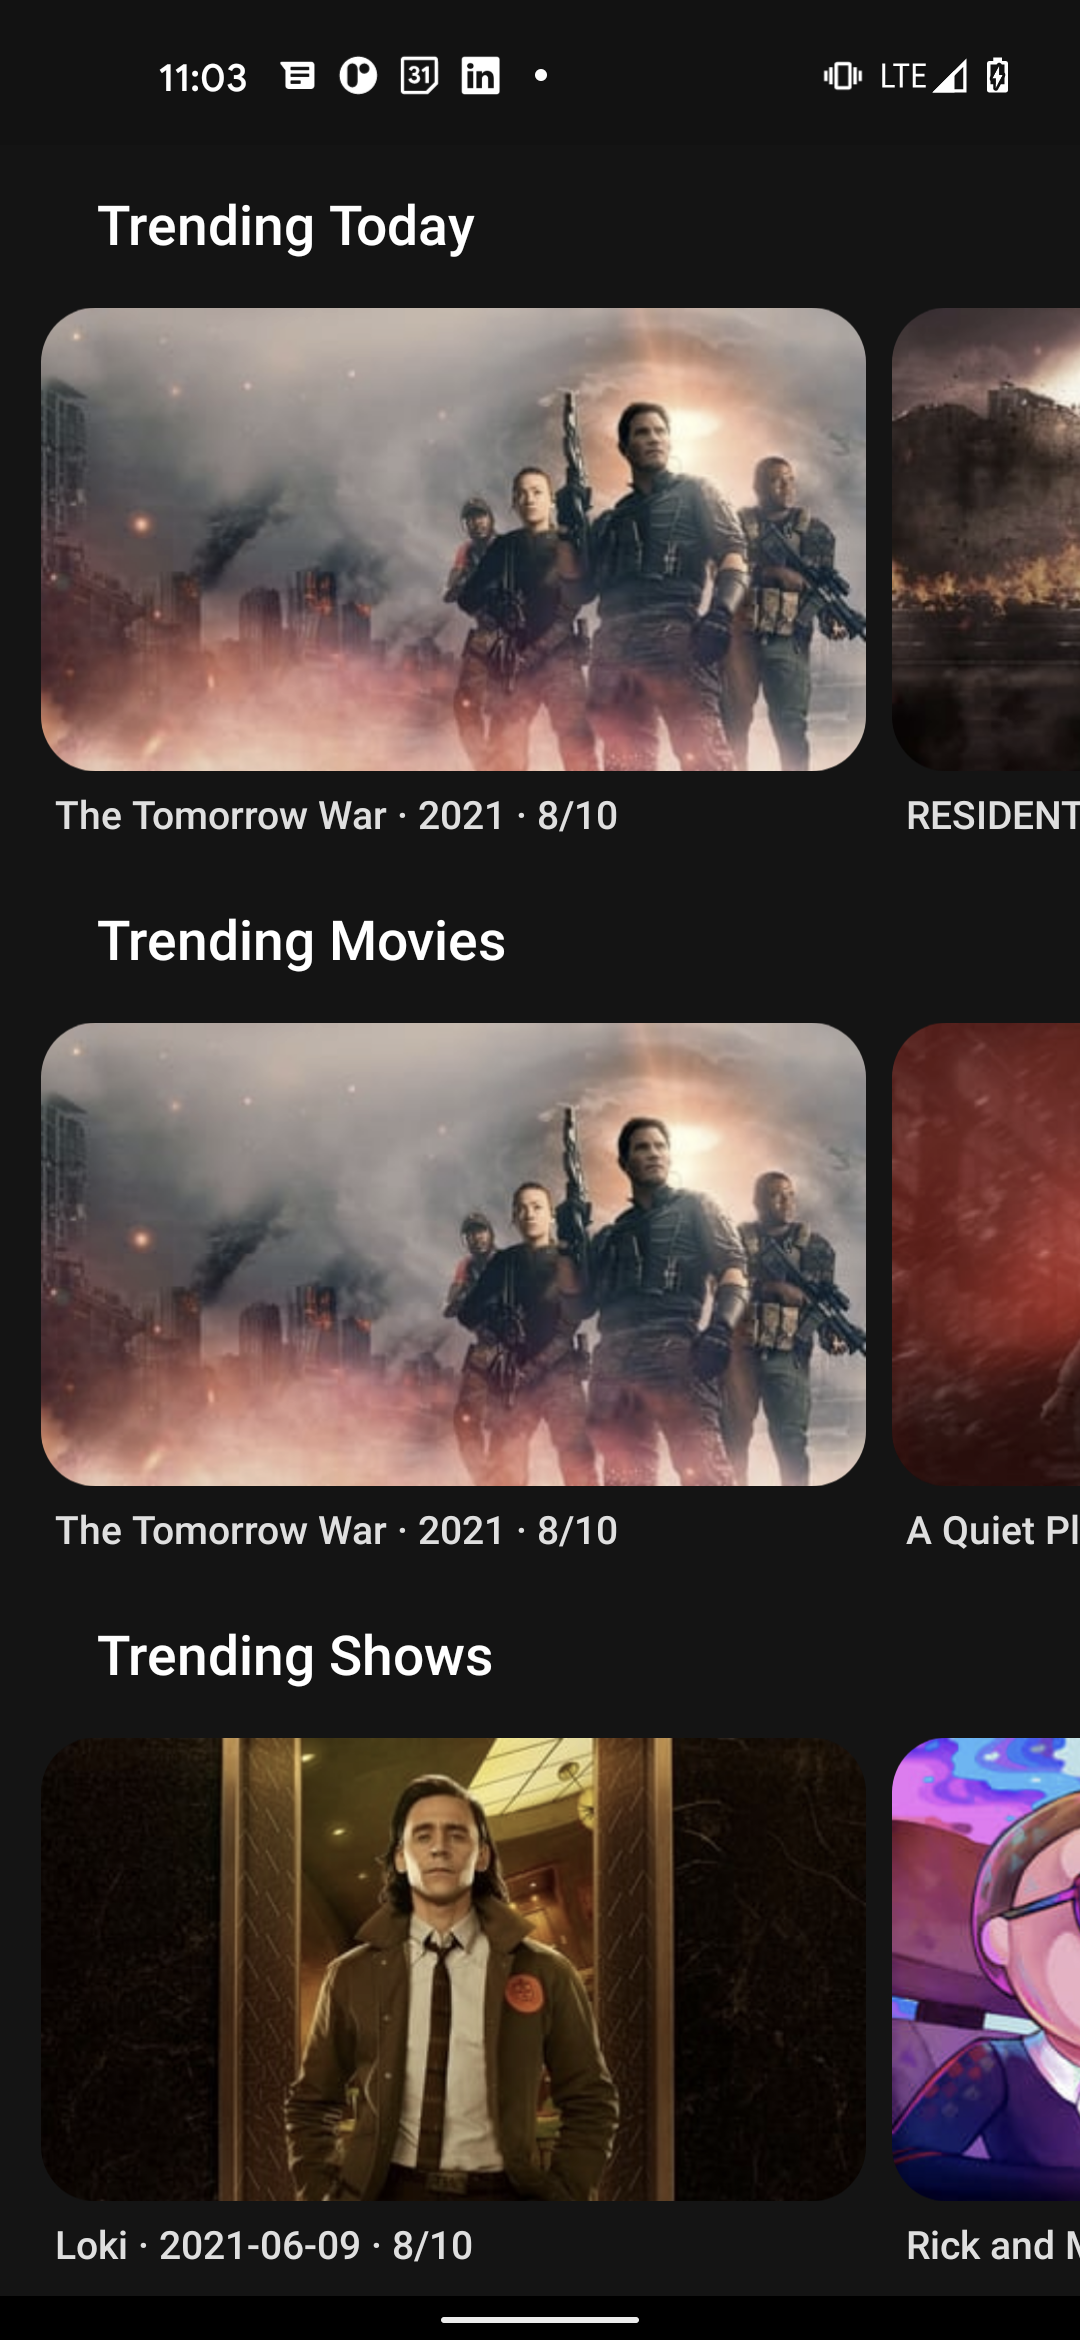 11:03 31 in LTE
Trending Today
The Tomorrow War · 2021 · 8/10
RESIDENT
Trending Movies
The Tomorrow War · 2021 · 8/10
A Quiet Pl
Trending Shows
Loki · 2021-06-09 · 8/10
Rick and